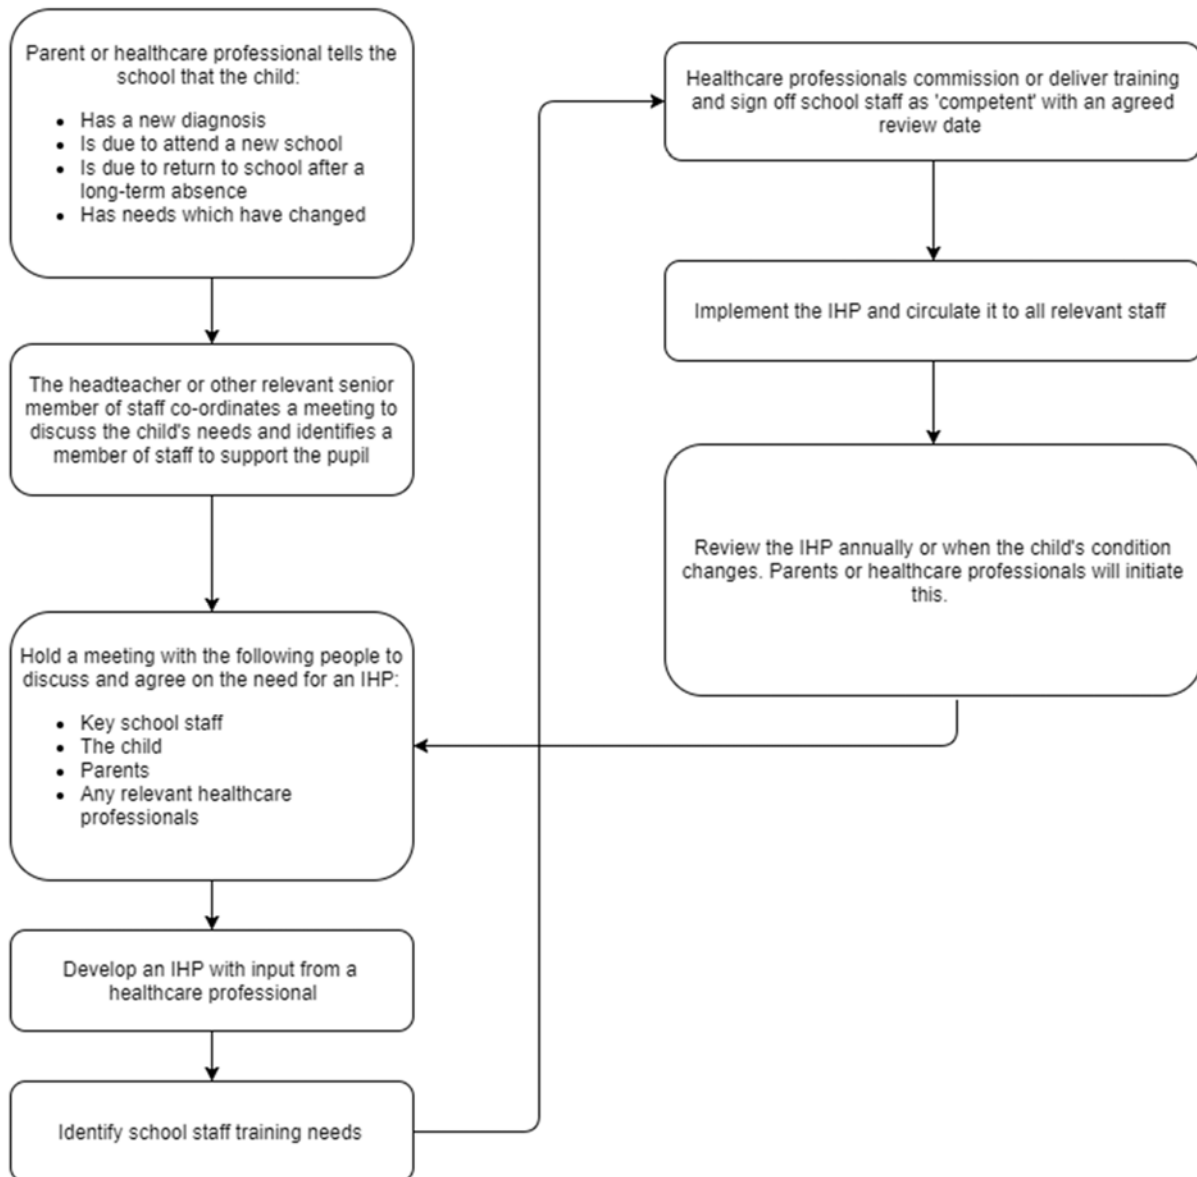 Parent or healthcare professional tells the
school that the child:
• Has a new diagnosis
• Is due to attend a new school
• Is due to return to school after a
long-term absence
• Has needs which have changed
The headteacher or other relevant senior
member of staff co-ordinates a meeting to
discuss the child's needs and identifies a
member of staff to support the pupil
Hold a meeting with the following people to
discuss and agree on the need for an IHP:
• Key school staff
• The child
• Parents
• Any relevant healthcare
professionals
Develop an IHP with input from a
healthcare professional
Identify school staff training needs
Healthcare professionals commission or deliver training
and sign off school staff as 'competent' with an agreed
review date
Implement the IHP and circulate it to all relevant staff
Review the IHP annually or when the child's condition
changes. Parents or healthcare professionals will initiate
this.